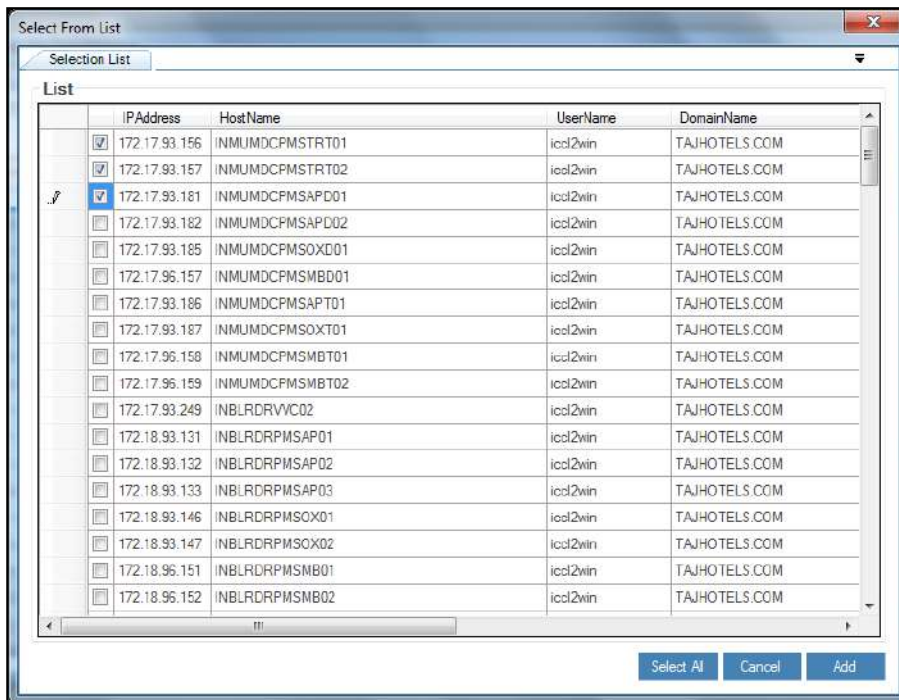 Select From List
Selection List
List
IPAddress HostName UserName DomainName
172.17.93.156 INMUMDCPMSTRT01 iccl2win TAJHOTELS.COM
172.17.93.157 INMUMDCPMSTRT02 iccl2win TAJHOTELS.COM
172.17.93.181 INMUMDCPMSAPD01 iccl2win TAJHOTELS.COM
172.17.93.182 INMUMDCPMSAPD02 iccl2win TAJHOTELS.COM
172.17.93.185 INMUMDCPMSOXD01 iccl2win TAJHOTELS.COM
172.17.96.157 INMUMDCPMSMBD01 iccl2win TAJHOTELS.COM
172.17.93.186 INMUMDCPMSAPT01 iccl2win TAJHOTELS.COM
172.17.93.187 INMUMDCPMSOXT01 iccl2win TAJHOTELS.COM
172.17.96.158 INMUMDCPMSMBT01 iccl2win TAJHOTELS.COM
172.17.96.159 INMUMDCPMSMBT02 iccl2win TAJHOTELS.COM
172.17.93.249 INBLRDRVVC02 iccl2win TAJHOTELS.COM
172.18.93.131 INBLRDRPMSAP01 iccl2win TAJHOTELS.COM
172.18.93.132 INBLRDRPMSAP02 iccl2win TAJHOTELS.COM
172.18.93.133 INBLRDRPMSAP03 iccl2win TAJHOTELS.COM
172.18.93.146 INBLRDRPMSOX01 iccl2win TAJHOTELS.COM
172.18.93.147 INBLRDRPMSOX02 iccl2win TAJHOTELS.COM
172.18.96.151 INBLRDRPMSMB01 iccl2win TAJHOTELS.COM
172.18.96.152 INBLRDRPMSMB02 iccl2win TAJHOTELS.COM
Select All Cancel Add